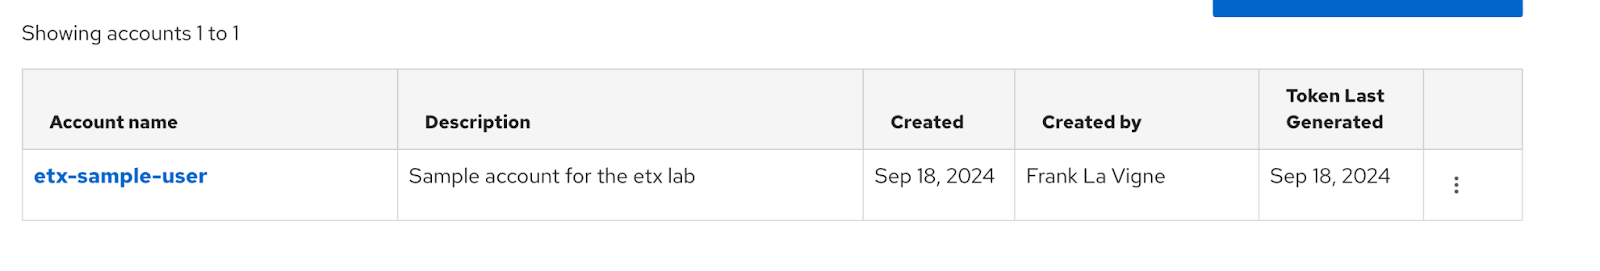 Showing accounts 1 to 1
Account name
Description
Created
Created by
Token Last
Generated
etx-sample-user
Sample account for the etx lab
Sep 18, 2024
Frank La Vigne
Sep 18, 2024